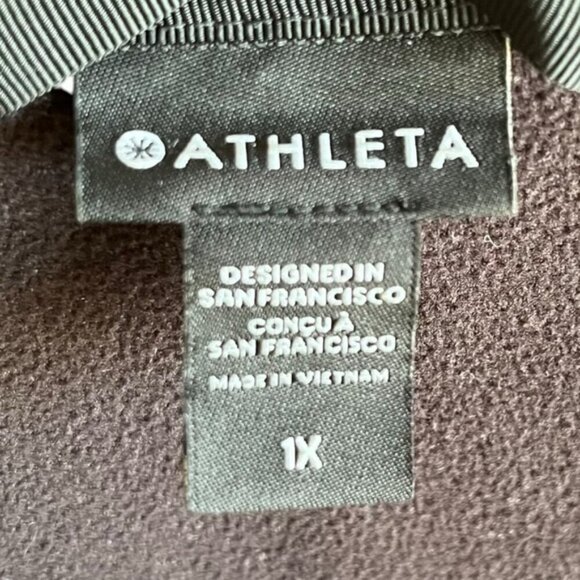 ATHLETA
DESIGNED IN
SAN FRANCISCO
CONÇU À
SAN FRANCISCO
MADE IN VIETNAM
1X